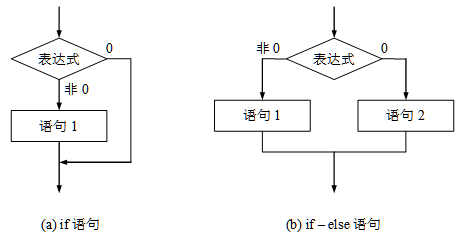 表达式
0
非 0
语句 1
(a) if 语句
非 0
表达式
0
语句 1
语句 2
(b) if – else 语句